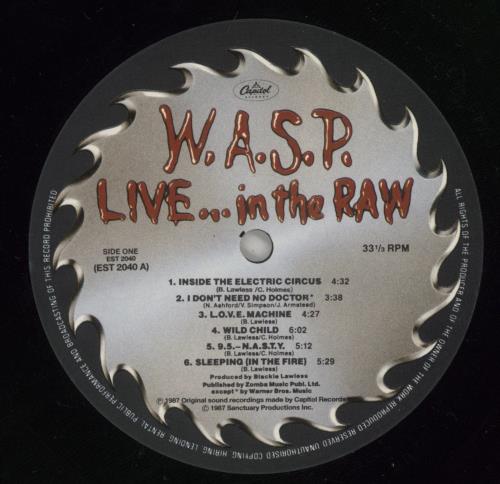 Capitol
RECORDS
W.A.S.P.
LIVE... in the RAW
SIDE ONE
EST 2040
(EST 2040 A)
33 1/3 RPM
1. INSIDE THE ELECTRIC CIRCUS 4:32
(B. Lawless /C. Holmes)
2. I DON'T NEED NO DOCTOR* 3:38
(N. Ashford/V. Simpson/J. Armsteed)
3. L.O.V.E. MACHINE 4:27
(B. Lawless)
4. WILD CHILD 6:02
(B. Lawless/C. Holmes)
5. 9.5.–N.A.S.T.Y. 5:12
(B. Lawless/C. Holmes)
6. SLEEPING (IN THE FIRE) 5:29
(B. Lawless)
Produced by Blackie Lawless
Published by Zomba Music Publ. Ltd.
except * by Warner Bros. Music
℗ 1987 Original sound recordings made by Capitol Records
© 1987 Sanctuary Productions Inc.
ALL RIGHTS OF THE PRODUCER AND OF THE OWNER OF THE WORK REPRODUCED RESERVED UNAUTHORISED COPYING, HIRING, LENDING, RENTAL, PUBLIC PERFORMANCE AND BROADCASTING OF THIS RECORD PROHIBITED